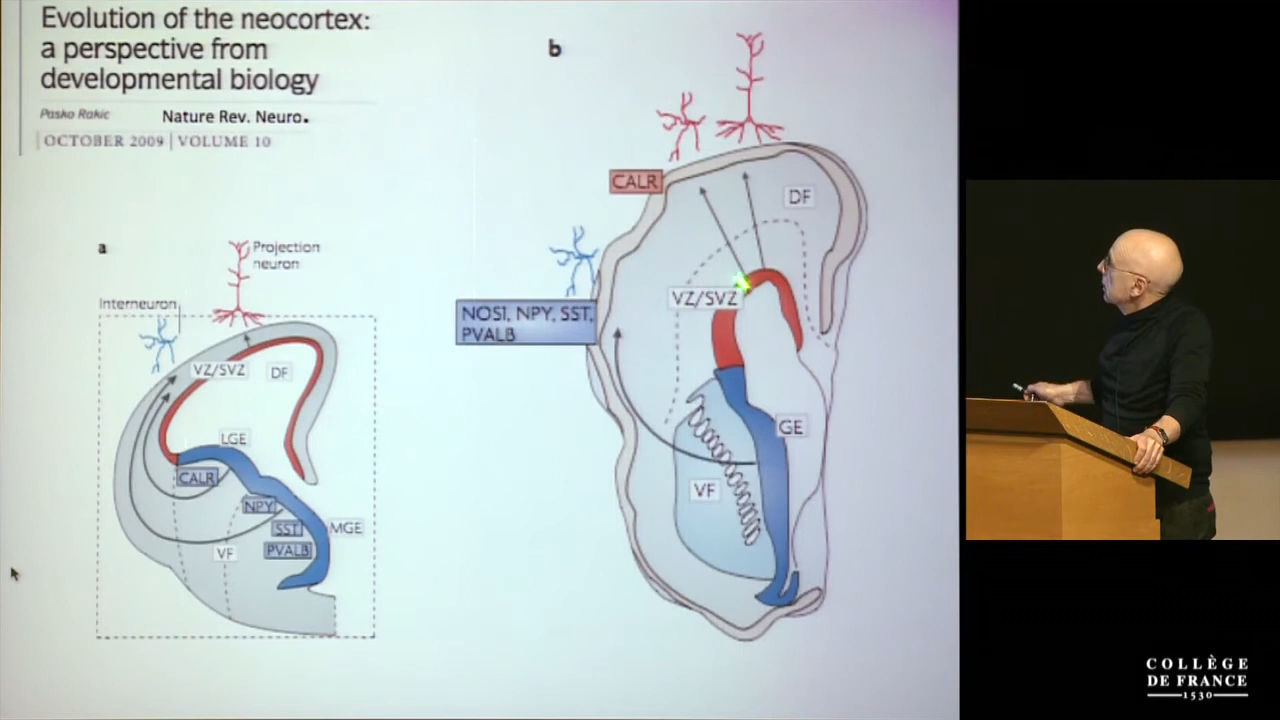 Evolution of the neocortex:
a perspective from
developmental biology
Pasko Rakic
Nature Rev. Neuro.
OCTOBER 2009 | VOLUME 10
a
Projection
neuron
Interneuron
VZ/SVZ
DF
LGE
CALR
NPY
SST
MGE
PVALB
VF
b
CALR
DF
NOS1, NPY, SST,
PVALB
VZ/SVZ
GE
VF
COLLÈGE
DE FRANCE
1530